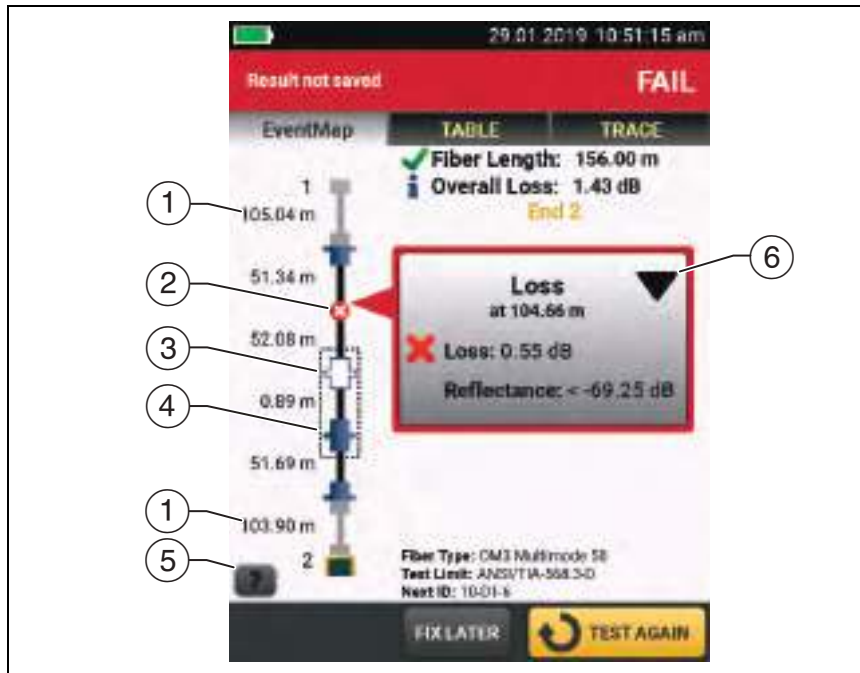 29.01.2019 10:51:15 am
Result not saved
FAIL
EventMap
TABLE
TRACE
Fiber Length: 156.00 m
Overall Loss: 1.43 dB
End 2
1
1
105.04 m
2
51.34 m
Loss
at 104.66 m
6
3
52.08 m
Loss: 0.55 dB
4
0.89 m
Reflectance: < -69.25 dB
51.69 m
1
103.90 m
5
?
2
Fiber Type: OM3 Multimode 50
Test Limit: ANSI/TIA-568.3-D
Next ID: 10-01-6
FIX LATER
TEST AGAIN